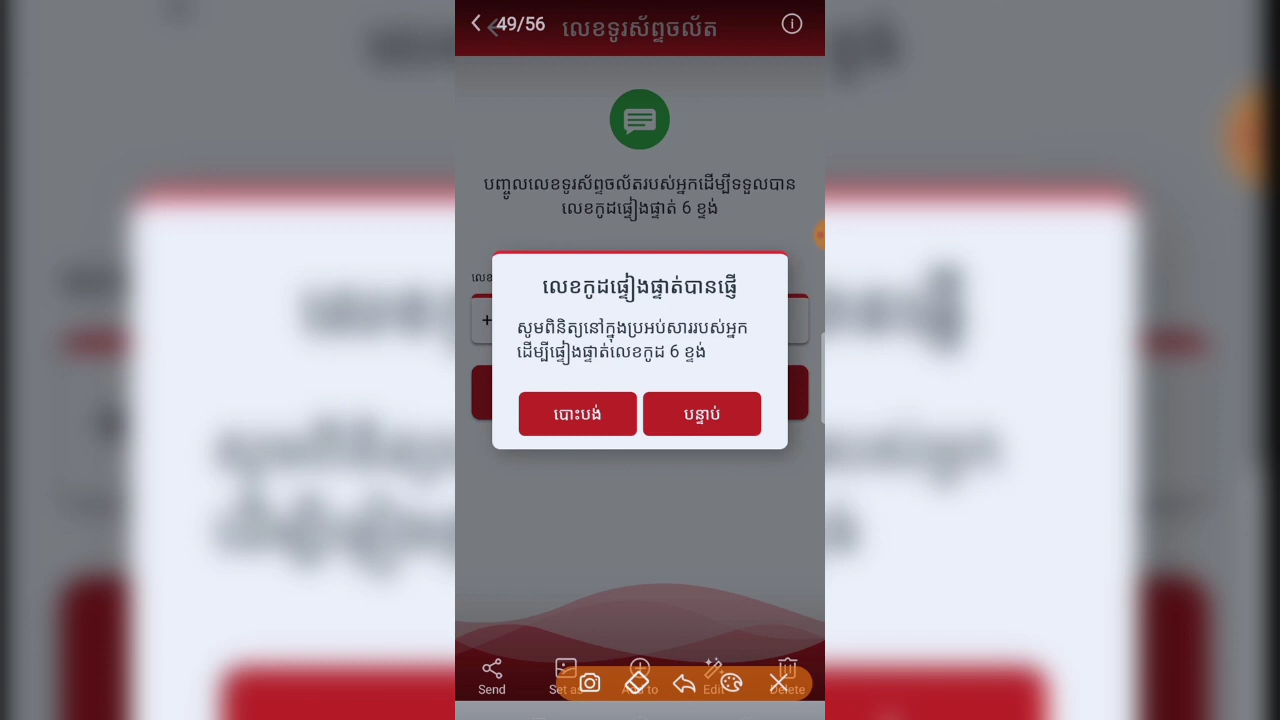 49/56
លេខទូរស័ព្ទចល័ត
បញ្ចូលលេខទូរស័ព្ទចល័តរបស់អ្នកដើម្បីទទួលបាន
លេខកូដផ្ទៀងផ្ទាត់ 6 ខ្ទង់
លេខ
+
លេខកូដផ្ទៀងផ្ទាត់បានផ្ញើ
សូមពិនិត្យនៅក្នុងប្រអប់សាររបស់អ្នក
ដើម្បីផ្ទៀងផ្ទាត់លេខកូដ 6 ខ្ទង់
បោះបង់
បន្ទាប់
Send
Set as
Add to
Edit
Delete